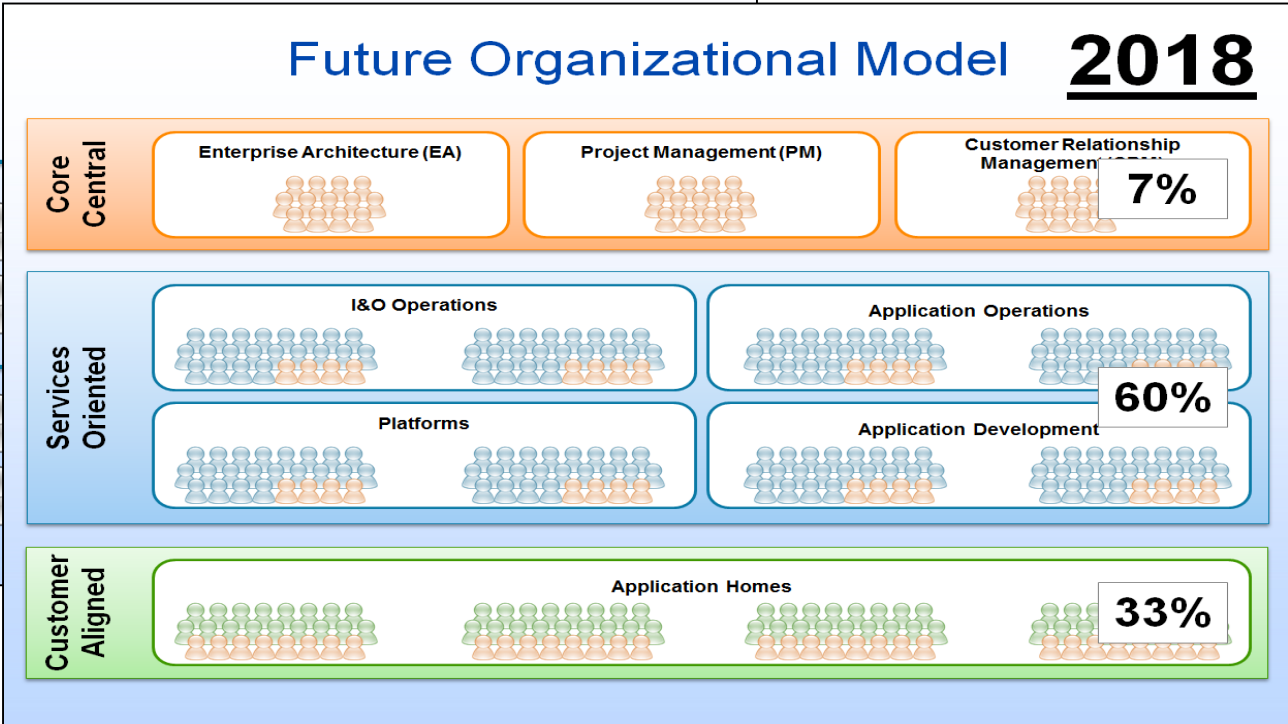 Future Organizational Model
2018
Core
Central
Enterprise Architecture (EA)
Project Management (PM)
Customer Relationship
Management
7%
Services
Oriented
I&O Operations
Application Operations
60%
Platforms
Application Development
Customer
Aligned
Application Homes
33%